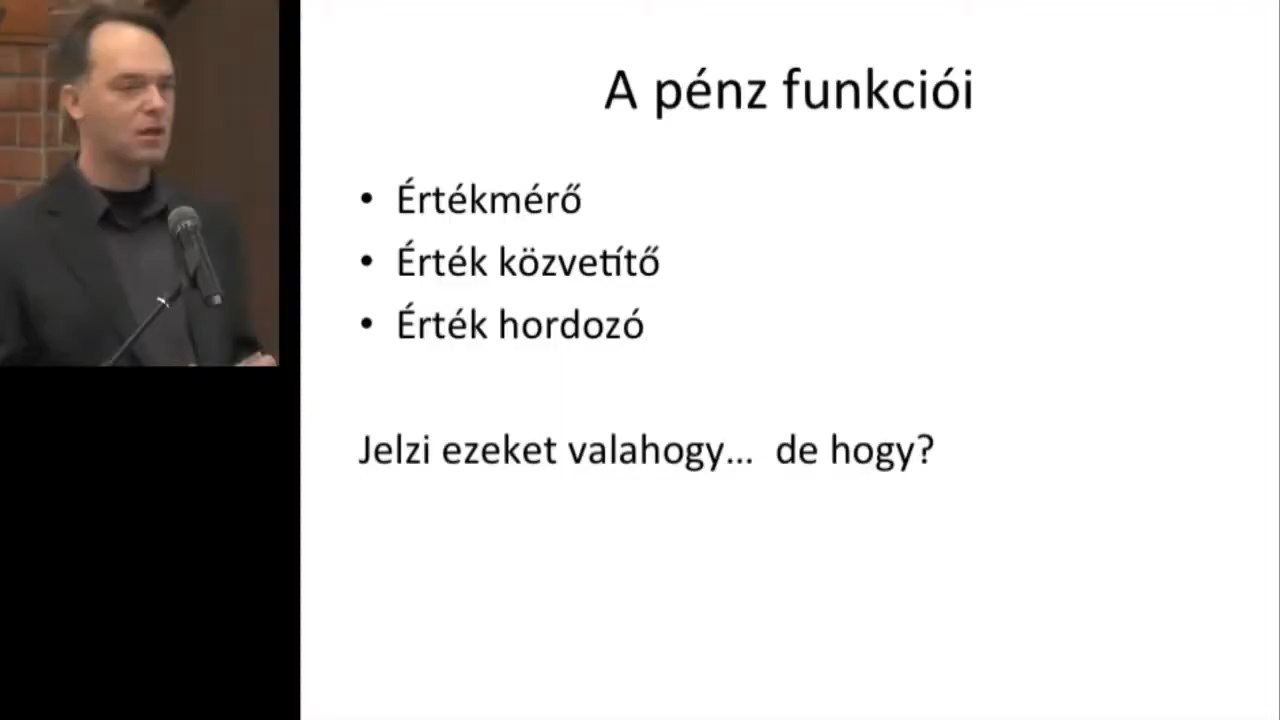 A pénz funkciói
• Értékmérő
• Érték közvetítő
• Érték hordozó
Jelzi ezeket valahogy… de hogy?